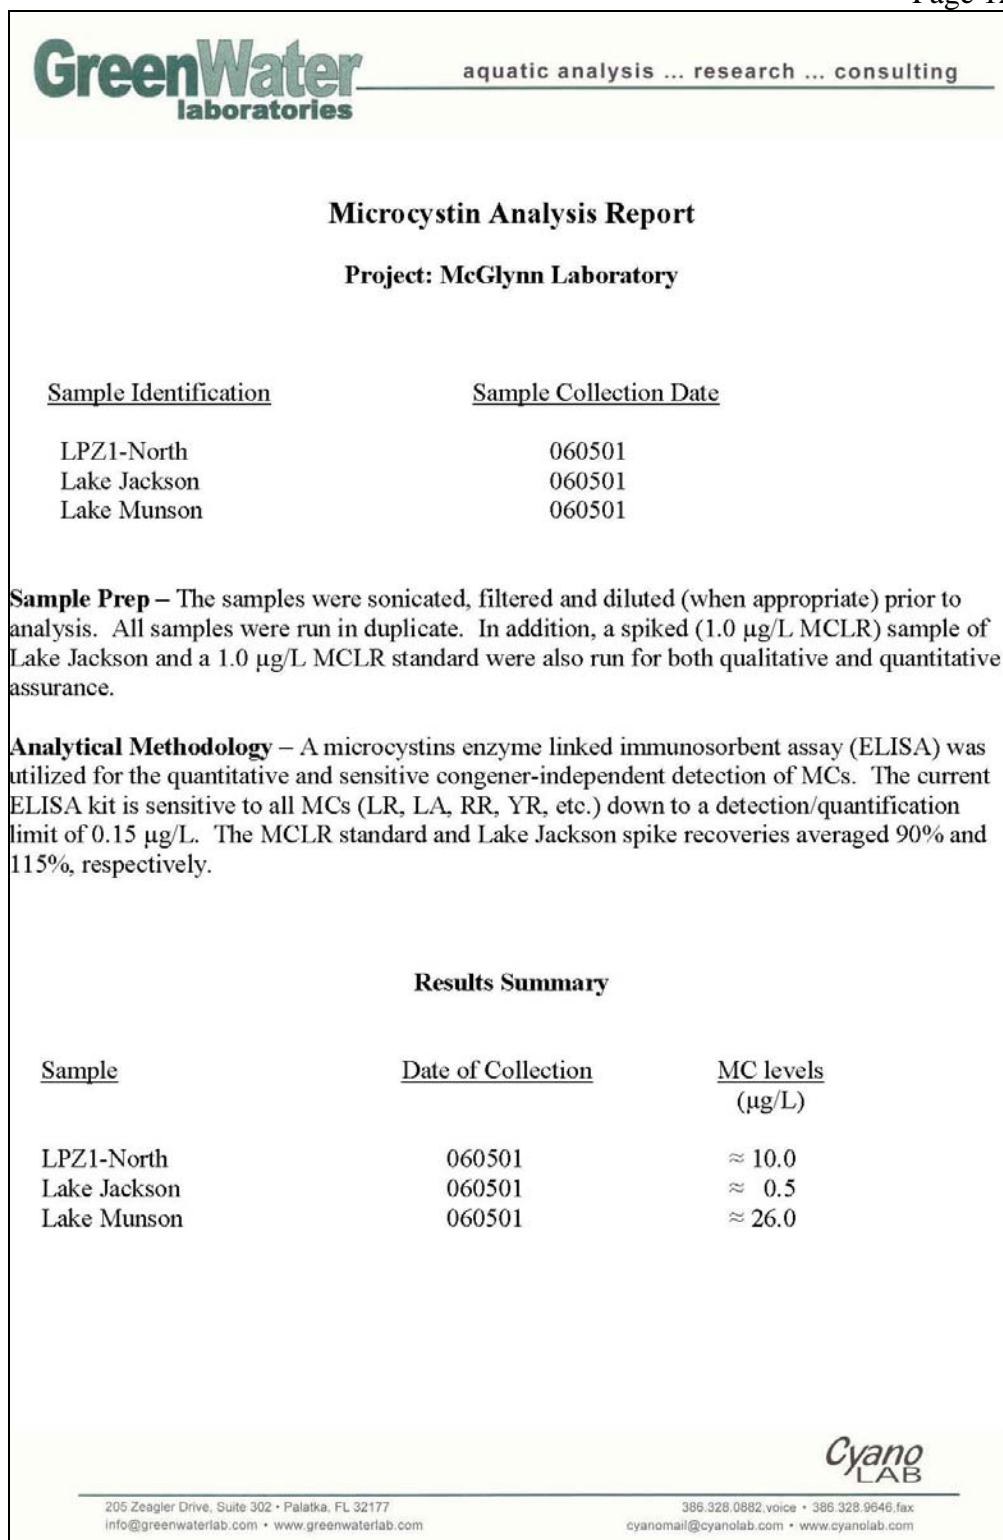 GreenWater
laboratories
aquatic analysis ... research ... consulting
Microcystin Analysis Report
Project: McGlynn Laboratory
Sample Identification Sample Collection Date
LPZ1-North 060501
Lake Jackson 060501
Lake Munson 060501
Sample Prep – The samples were sonicated, filtered and diluted (when appropriate) prior to
analysis. All samples were run in duplicate. In addition, a spiked (1.0 µg/L MCLR) sample of
Lake Jackson and a 1.0 µg/L MCLR standard were also run for both qualitative and quantitative
assurance.
Analytical Methodology – A microcystins enzyme linked immunosorbent assay (ELISA) was
utilized for the quantitative and sensitive congener-independent detection of MCs. The current
ELISA kit is sensitive to all MCs (LR, LA, RR, YR, etc.) down to a detection/quantification
limit of 0.15 µg/L. The MCLR standard and Lake Jackson spike recoveries averaged 90% and
115%, respectively.
Results Summary
Sample Date of Collection MC levels
(µg/L)
LPZ1-North 060501 ≈ 10.0
Lake Jackson 060501 ≈ 0.5
Lake Munson 060501 ≈ 26.0
Cyano
LAB
205 Zeagler Drive, Suite 302 • Palatka, FL 32177 386.328.0882,voice • 386.328.9646,fax
info@greenwaterlab.com • www.greenwaterlab.com cyanomail@cyanolab.com • www.cyanolab.com